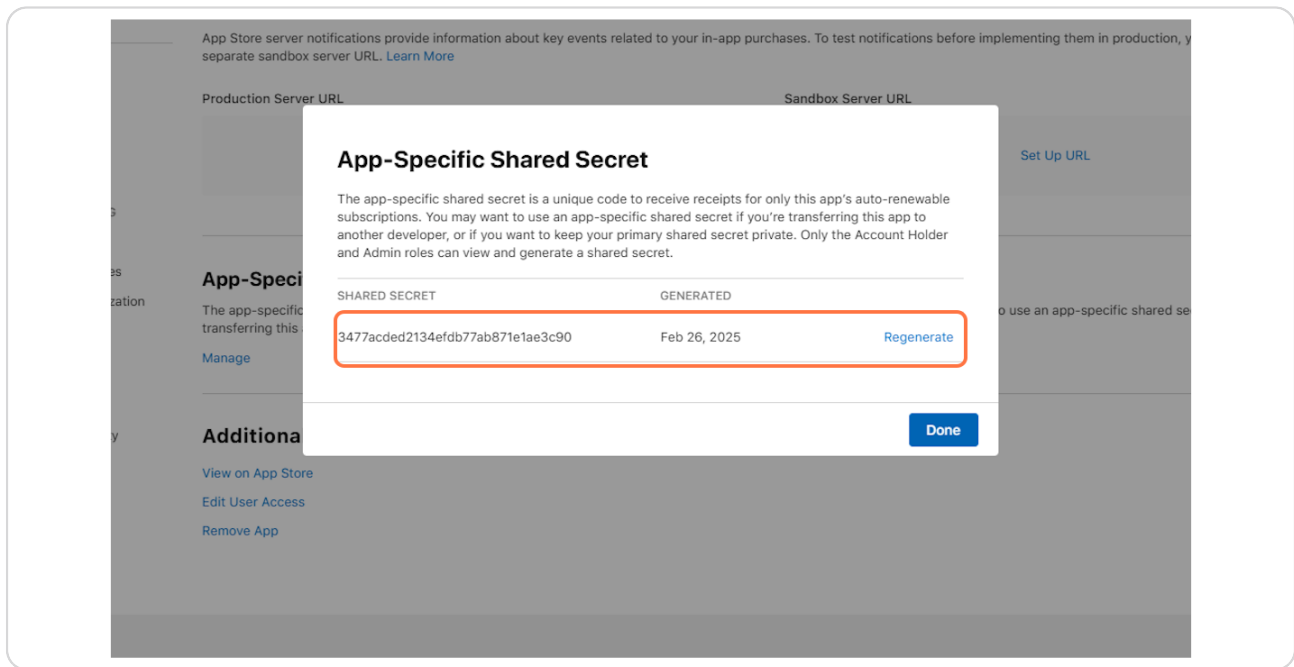 App Store server notifications provide information about key events related to your in-app purchases. To test notifications before implementing them in production, y
separate sandbox server URL. Learn More
Production Server URL
Sandbox Server URL
Set Up URL
App-Specific Shared Secret
The app-specific shared secret is a unique code to receive receipts for only this app's auto-renewable
subscriptions. You may want to use an app-specific shared secret if you're transferring this app to
another developer, or if you want to keep your primary shared secret private. Only the Account Holder
and Admin roles can view and generate a shared secret.
SHARED SECRET GENERATED
3477acded2134efdb77ab871e1ae3c90 Feb 26, 2025 Regenerate
Done
es
zation
y
App-Speci
The app-specific
o use an app-specific shared se
transferring this
Manage
Additiona
View on App Store
Edit User Access
Remove App